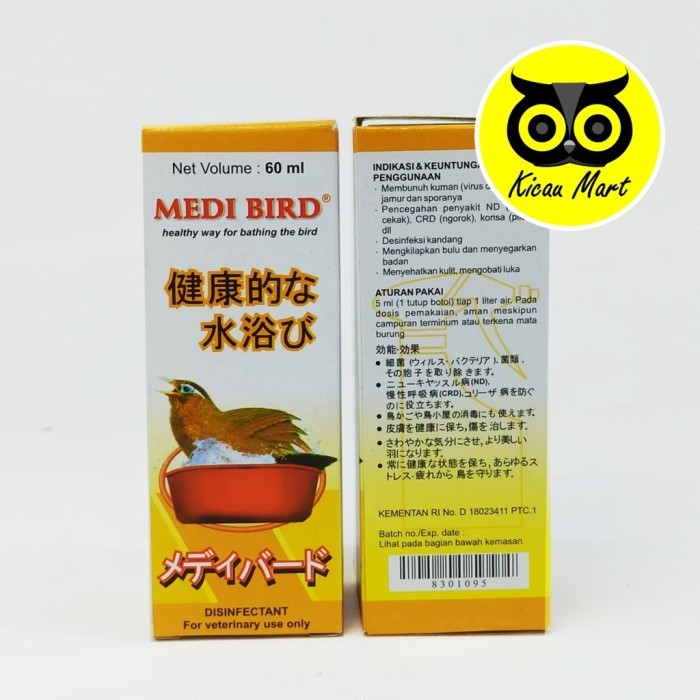 Net Volume : 60 ml
MEDI BIRD®
healthy way for bathing the bird
健康的な
水浴び
メディバード
DISINFECTANT
For veterinary use only
Kicau Mart
INDIKASI & KEUNTUNGA
PENGGUNAAN
· Membunuh kuman (virus
jamur dan sporanya
· Pencegahan penyakit ND
cekak), CRD (ngorok), korisa
dll
· Desinfeksi kandang
· Mengkilapkan bulu dan menyegarkan
badan
· Menyehatkan kulit, mengobati luka
ATURAN PAKAI
5 ml (1 tutup botol) tiap 1 liter air. Pada
dosis pemakaian, aman meskipun
campuran terminum atau terkena mata
burung
効能・効果
● 細菌 (ウィルス・バクテリア)、菌類、
その胞子を取り除きます。
● ニューキャッスル病(ND)、
慢性呼吸病(CRD)、コリーザ 病を防ぐ
のに役立ちます。
● 鳥かごや鳥小屋の消毒にも使えます。
● 皮膚を健康に保ち、傷を治します。
● さわやかな気分にさせ、より美しい
羽になります。
● 常に健康な状態を保ち、あらゆるス
トレス・疲れから 鳥を守ります。
KEMENTAN RI No. D 18023411 PTC.1
Batch no./Exp. date :
Lihat pada bagian bawah kemasan
8301095